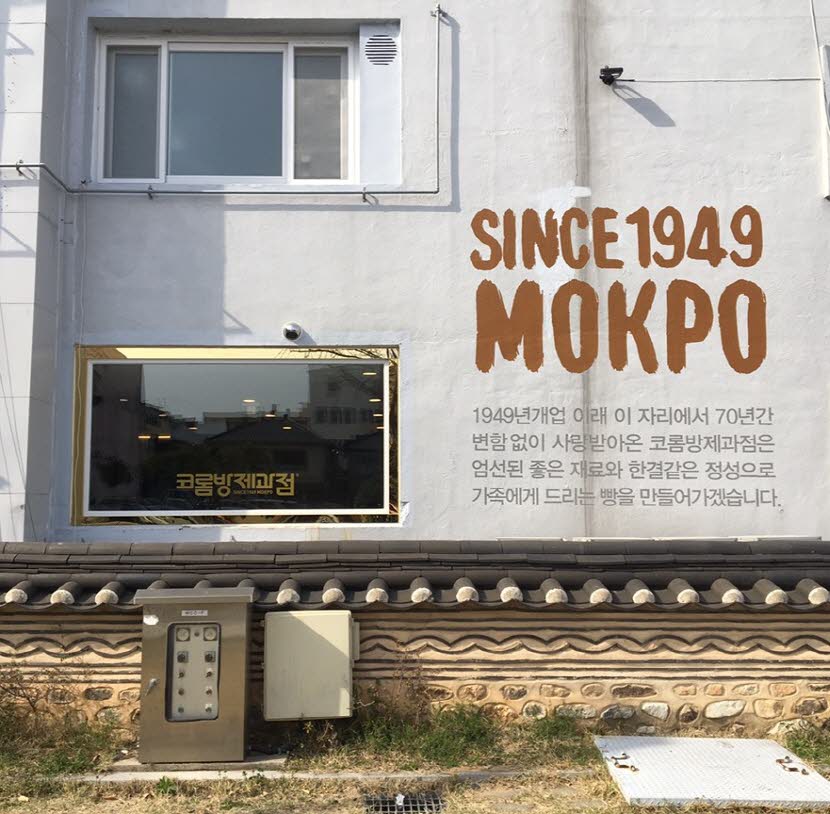 SINCE 1949
MOKPO
1949년개업 이래 이 자리에서 70년간
변함없이 사랑받아온 코롬방제과점은
엄선된 좋은 재료와 한결같은 정성으로
가족에게 드리는 빵을 만들어가겠습니다.
코롬방제과점
SINCE 1949 MOKPO